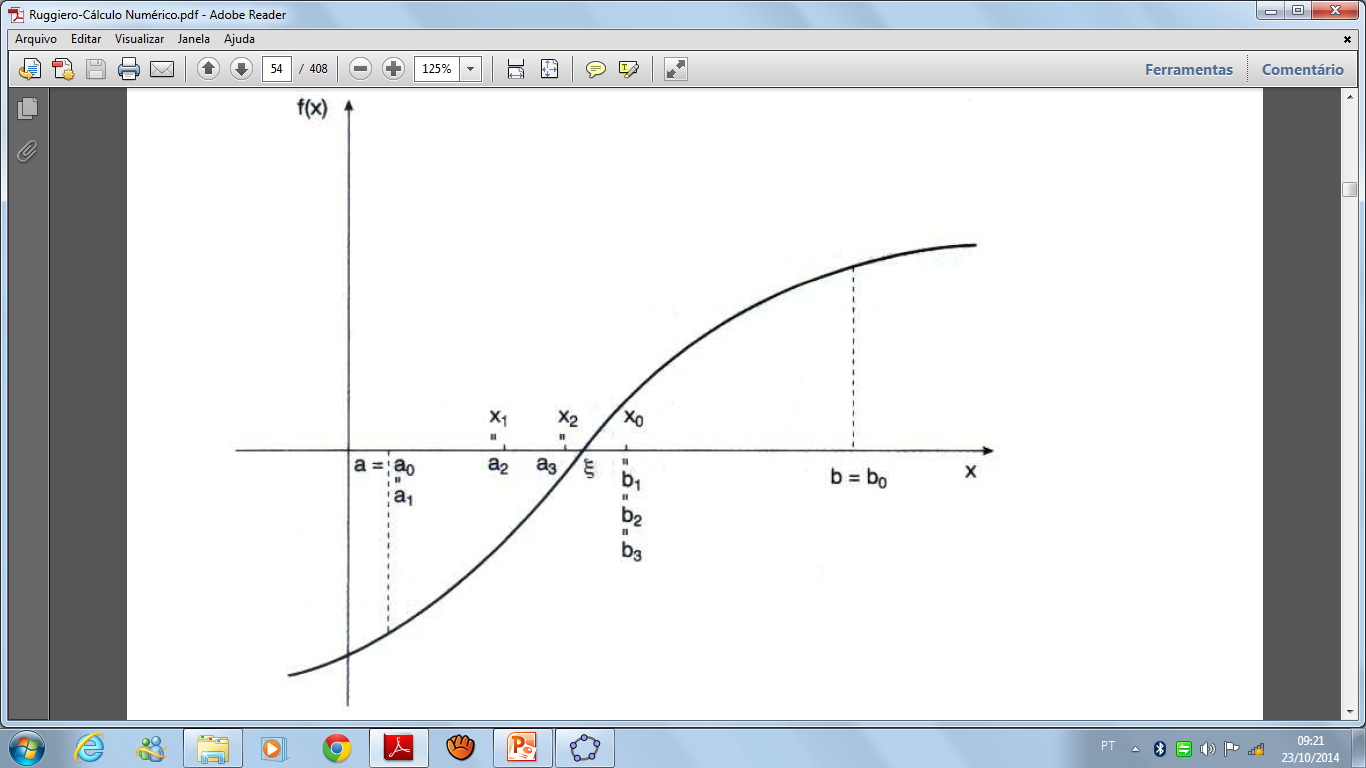 Ruggiero-Cálculo Numérico.pdf - Adobe Reader
Arquivo Editar Visualizar Janela Ajuda
54 / 408 125% Ferramentas Comentário
f(x)
x₁ x₂ x₀
a = a₀ a₂ a₃ ξ b₁ b = b₀ x
a₁
b₂
b₃
PT 09:21
23/10/2014